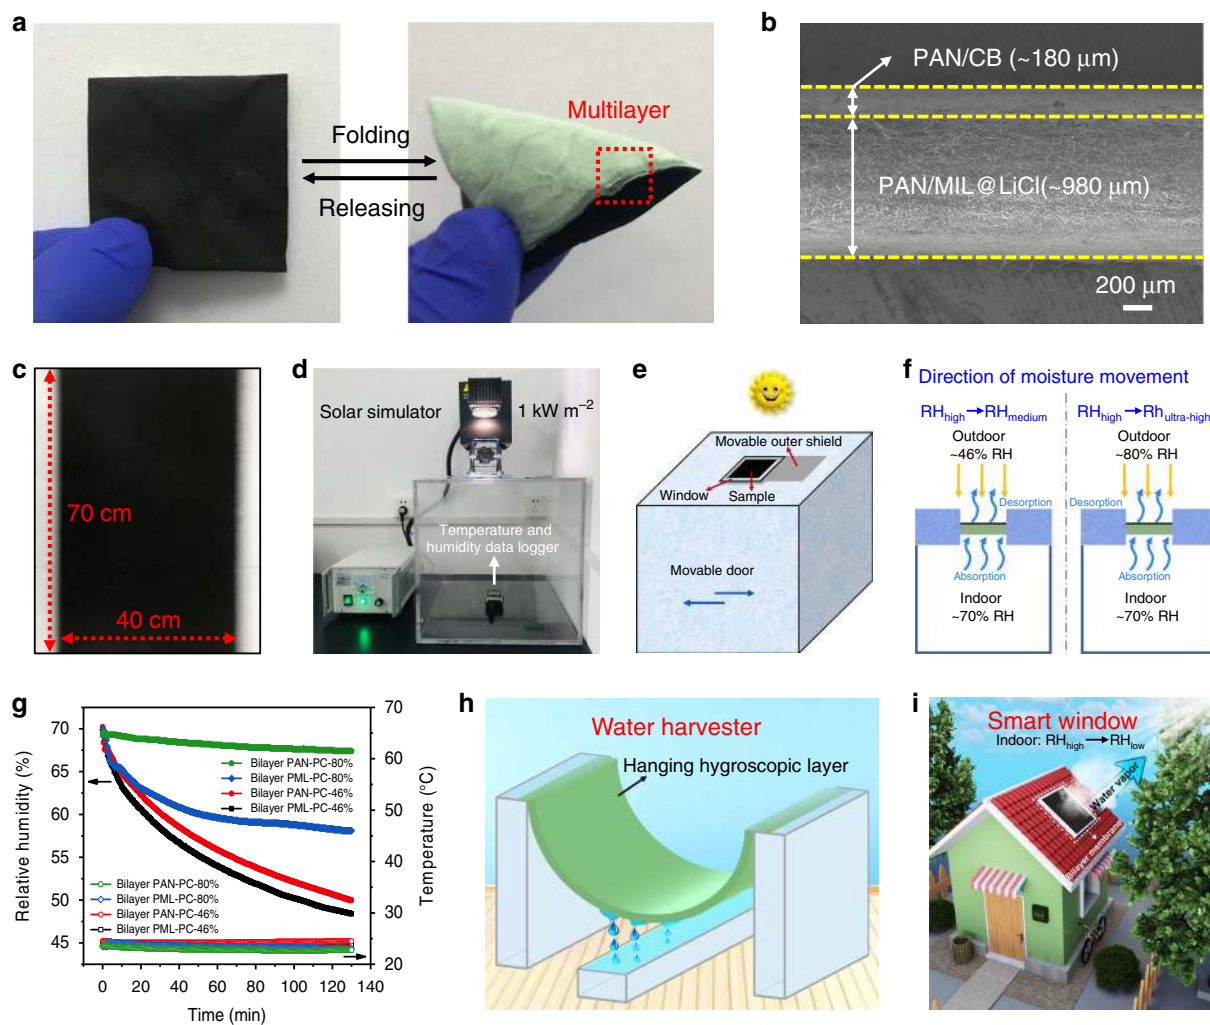 a
Folding
Releasing
Multilayer
b
PAN/CB (~180 μm)
PAN/MIL@LiCl(~980 μm)
200 μm
c
70 cm
40 cm
d
Solar simulator
1 kW m⁻²
Temperature and
humidity data logger
e
Movable outer shield
Window
Sample
Movable door
f
Direction of moisture movement
RHhigh→RHmedium
Outdoor
~46% RH
Desorption
Absorption
Indoor
~70% RH
RHhigh→Rhultra-high
Outdoor
~80% RH
Desorption
Absorption
Indoor
~70% RH
g
Relative humidity (%)
70
65
60
55
50
45
Bilayer PAN-PC-80%
Bilayer PML-PC-80%
Bilayer PAN-PC-46%
Bilayer PML-PC-46%
Bilayer PAN-PC-80%
Bilayer PML-PC-80%
Bilayer PAN-PC-46%
Bilayer PML-PC-46%
70
60
50
40
30
20
Temperature (°C)
0 20 40 60 80 100 120 140
Time (min)
h
Water harvester
Hanging hygroscopic layer
i
Smart window
Indoor: RHhigh→RHlow
Water vapor
Bilayer membrane